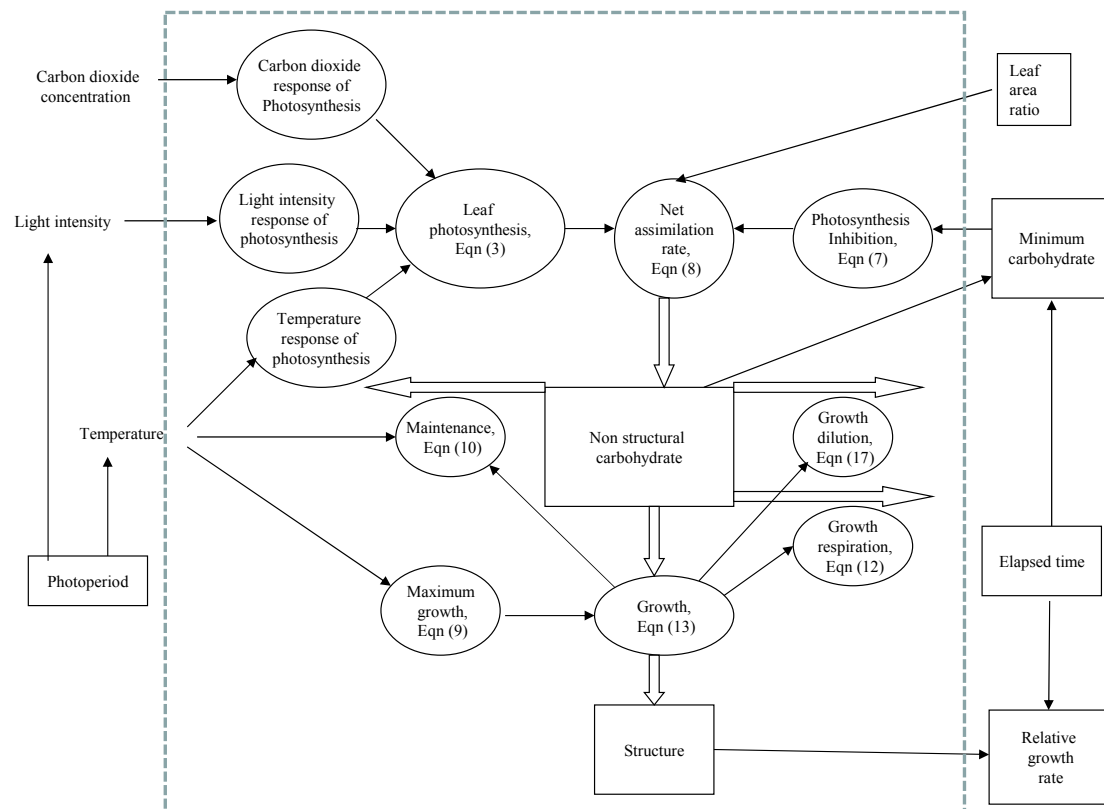 Carbon dioxide
concentration
Carbon dioxide
response of
Photosynthesis
Leaf
area
ratio
Light intensity
Light intensity
response of
photosynthesis
Leaf
photosynthesis,
Eqn (3)
Net
assimilation
rate,
Eqn (8)
Photosynthesis
Inhibition,
Eqn (7)
Minimum
carbohydrate
Temperature
response of
photosynthesis
Temperature
Maintenance,
Eqn (10)
Non structural
carbohydrate
Growth
dilution,
Eqn (17)
Growth
respiration,
Eqn (12)
Elapsed time
Photoperiod
Maximum
growth,
Eqn (9)
Growth,
Eqn (13)
Structure
Relative
growth
rate